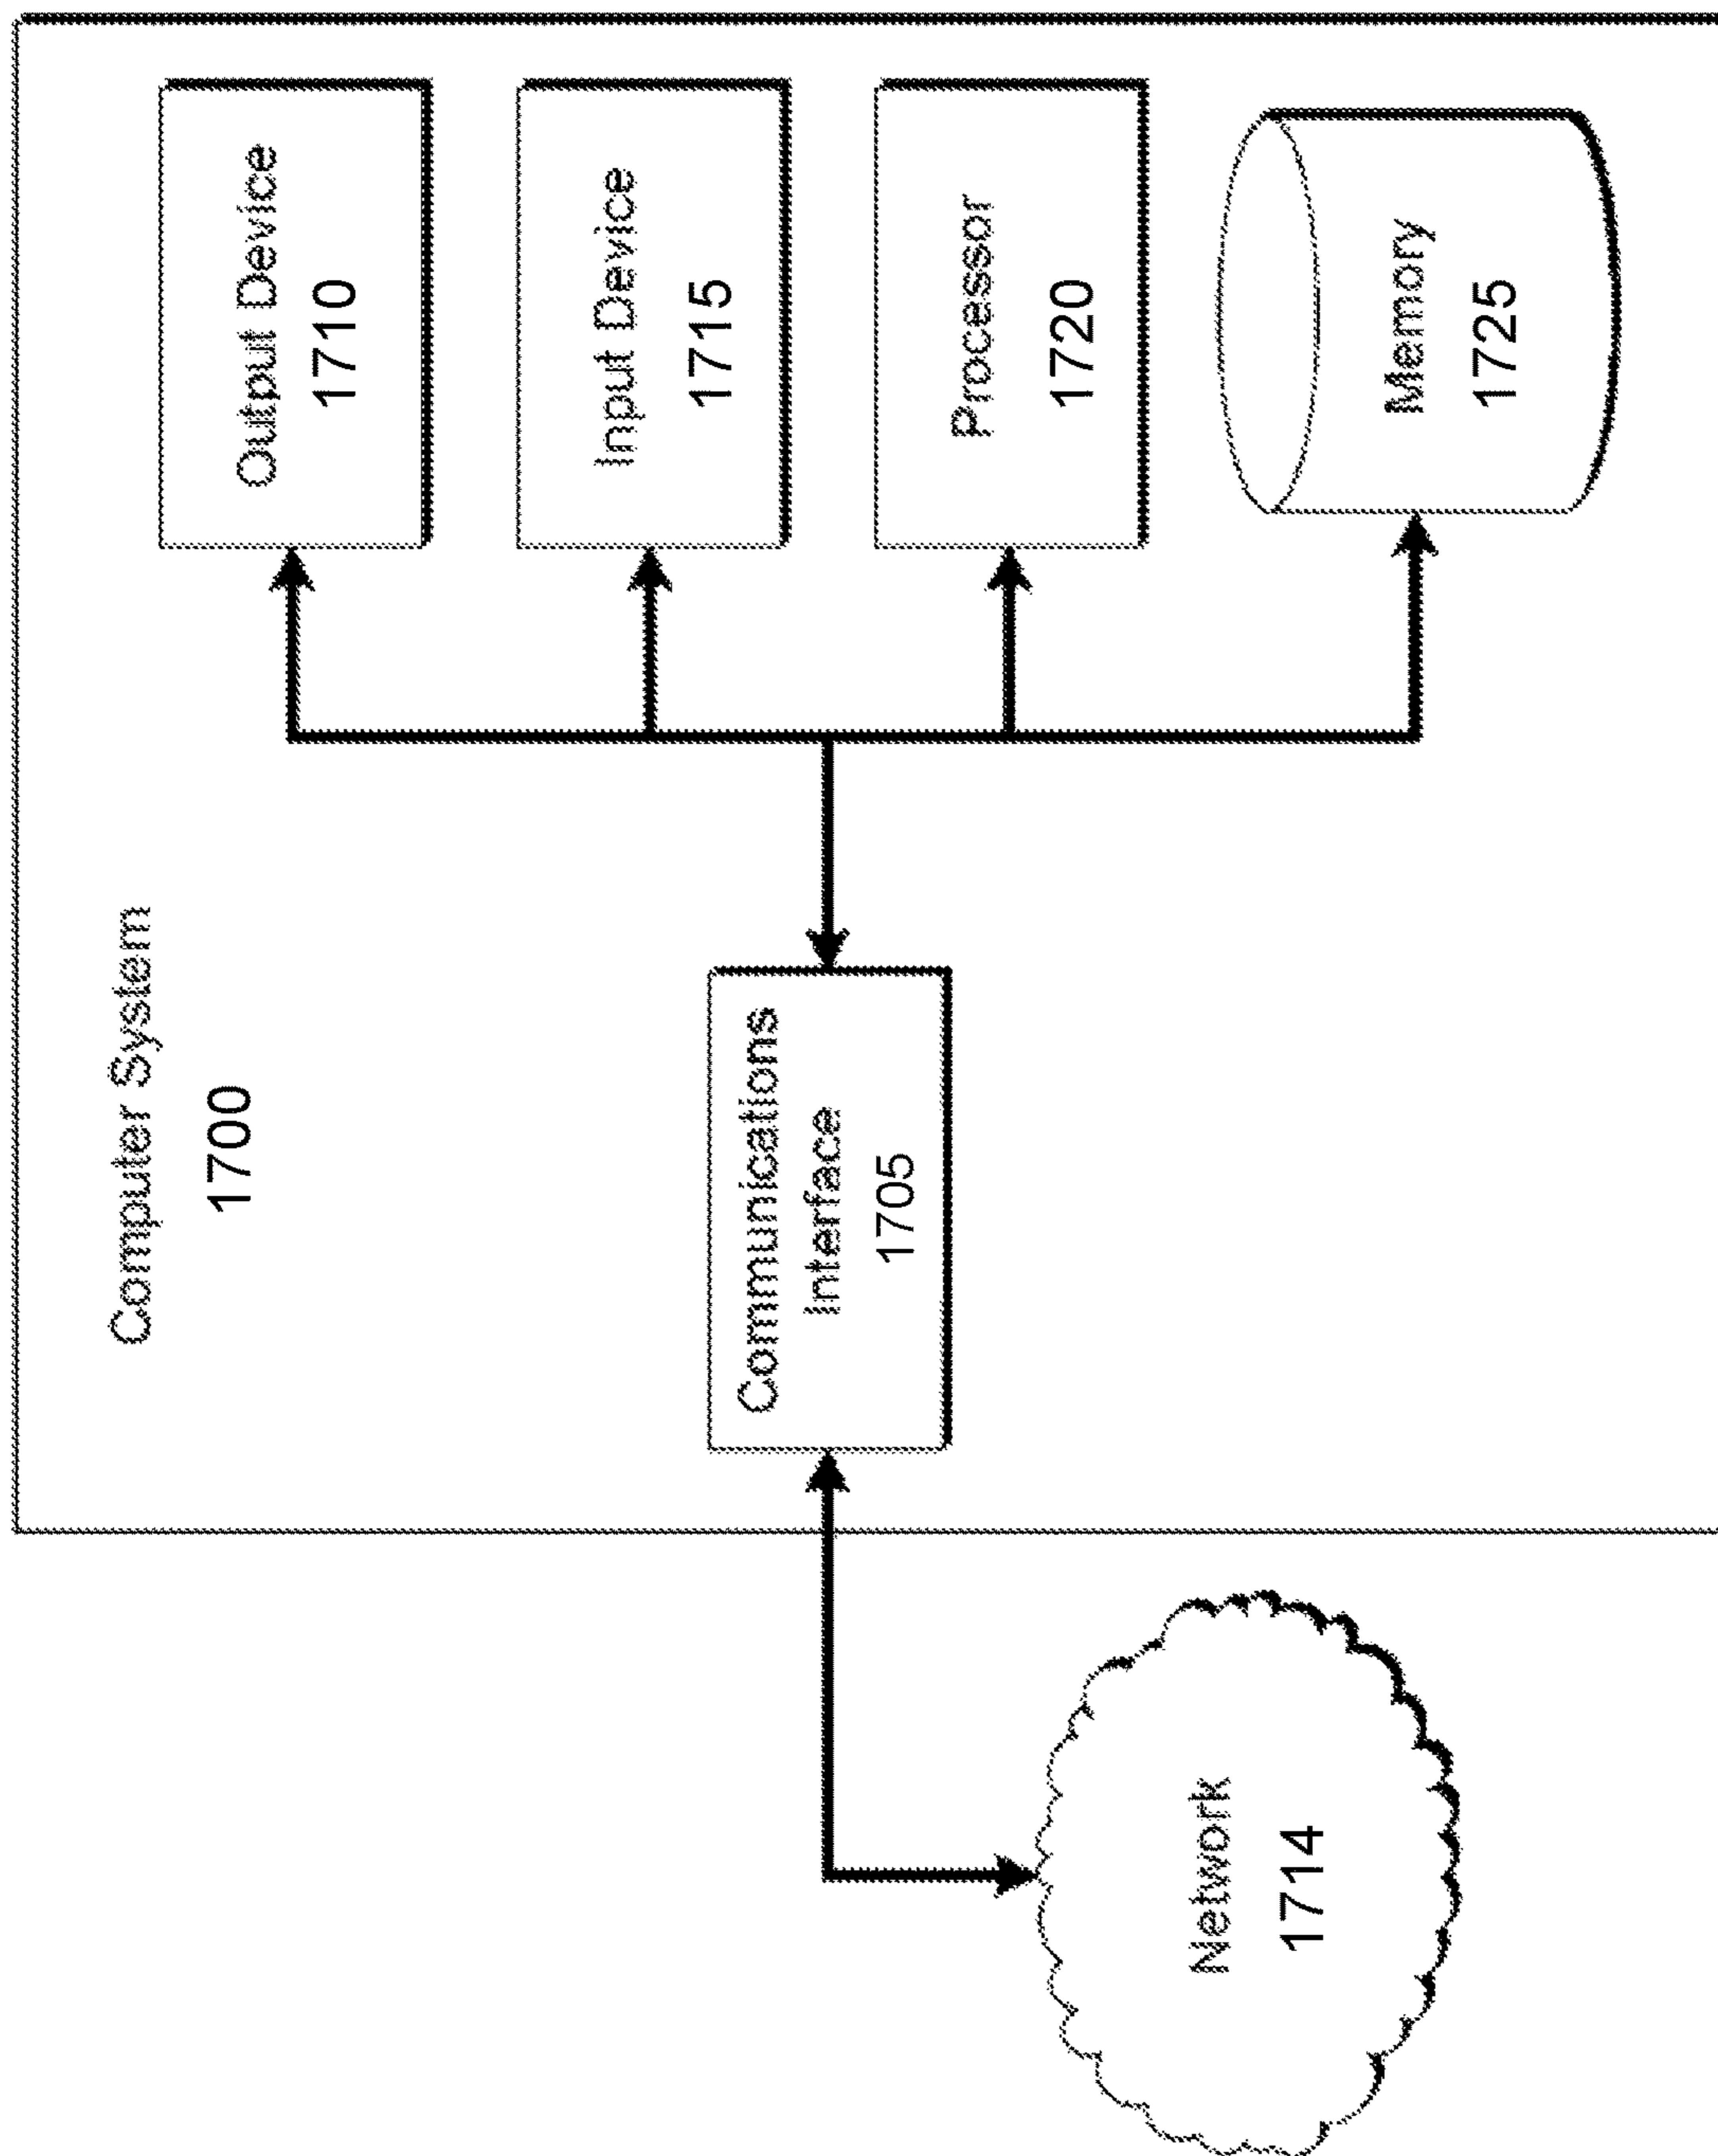 Computer System
1700
Output Device
1710
Input Device
1715
Communications
Interface
1705
Processor
1720
Network
1714
Memory
1725